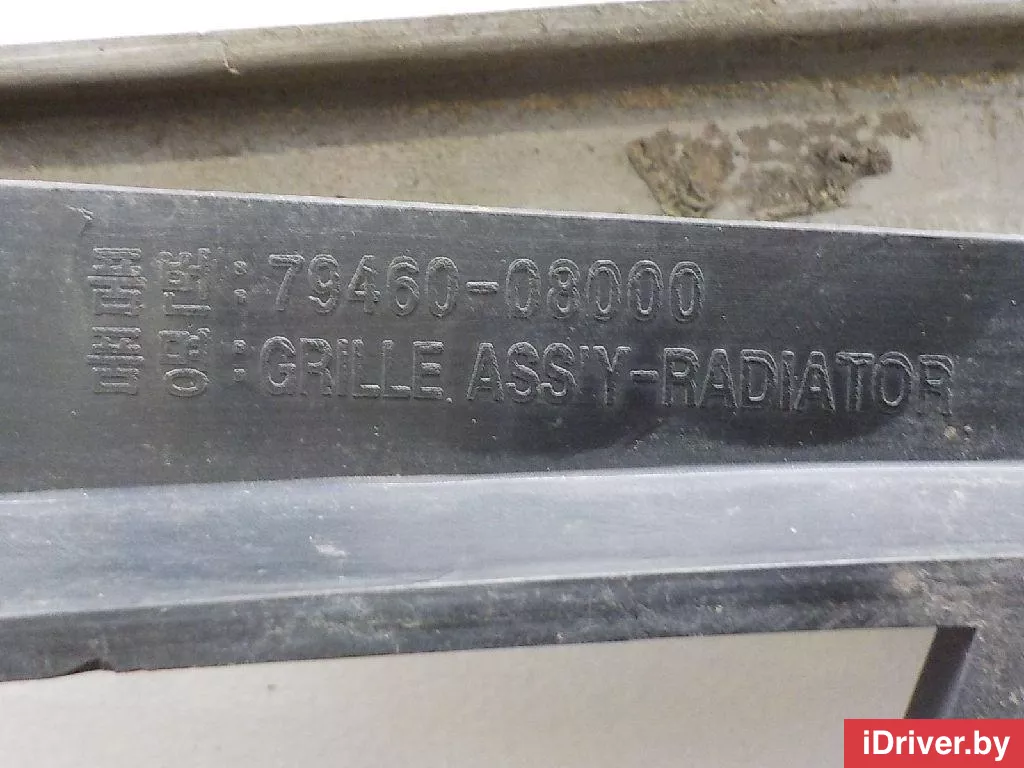 품번:79460-08000
품명:GRILLE ASS'Y-RADIATOR
iDriver.by